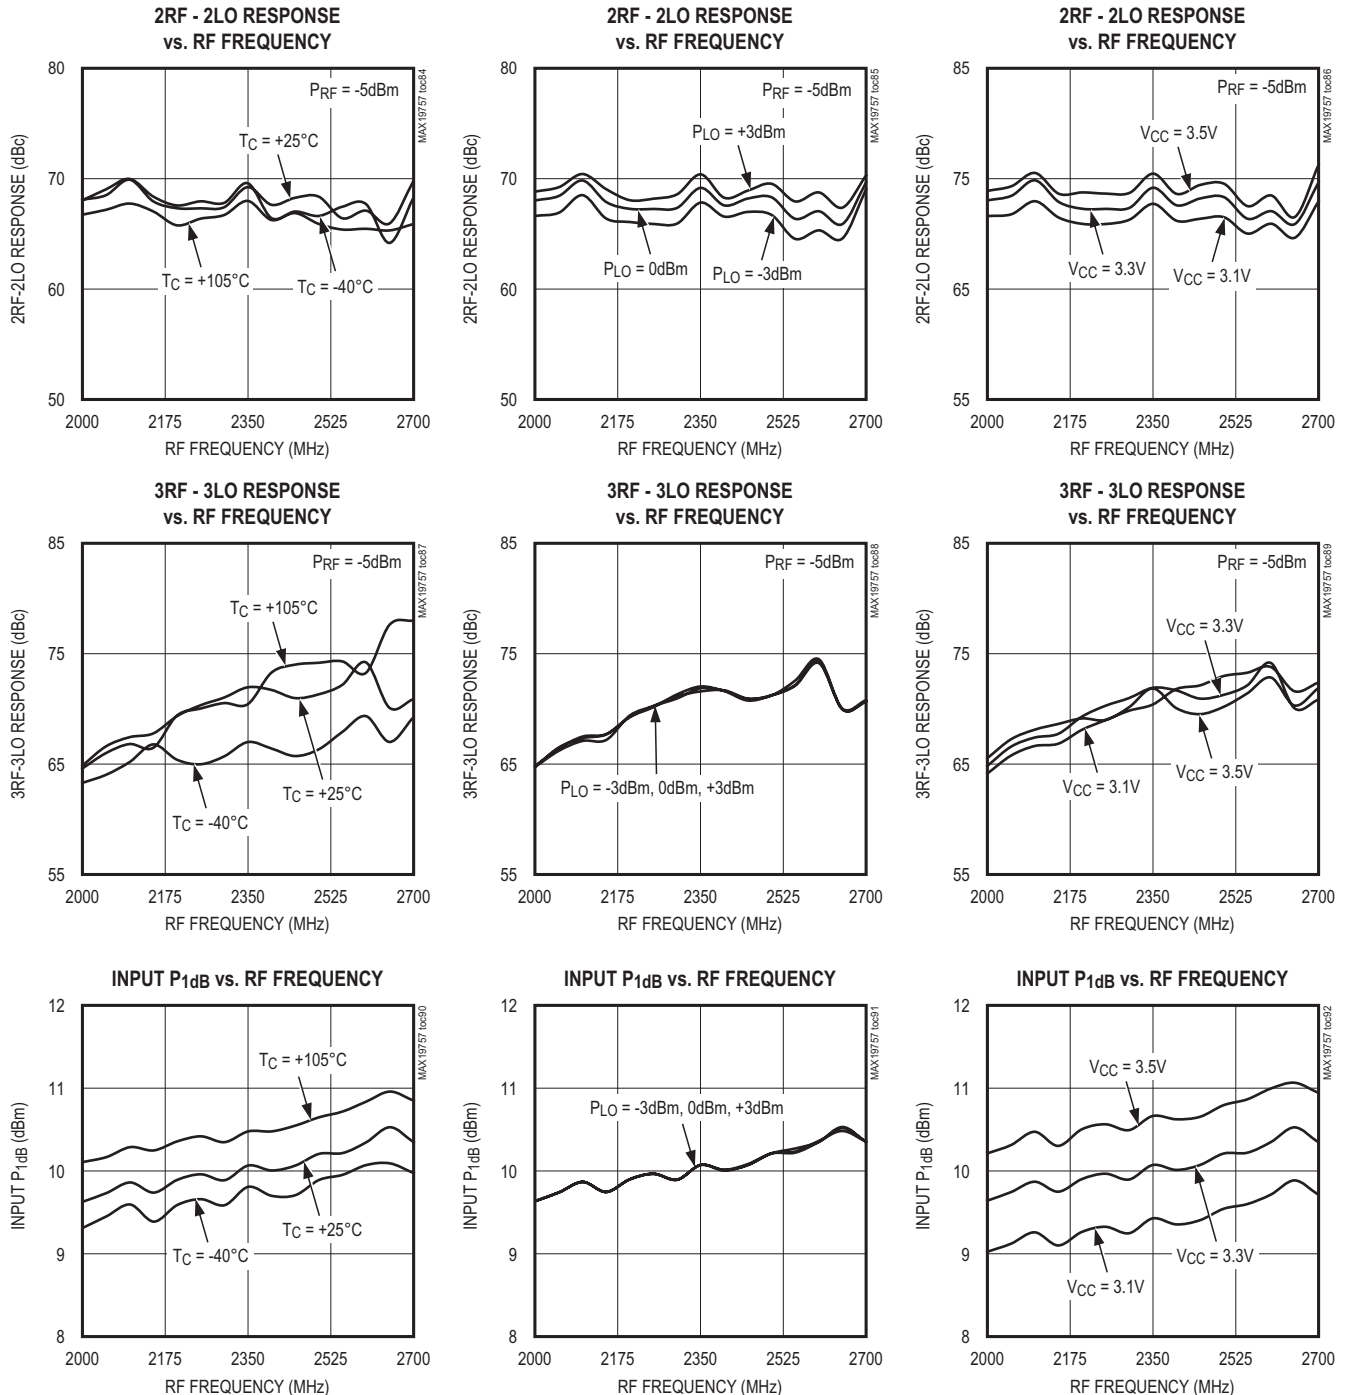 2RF - 2LO RESPONSE
vs. RF FREQUENCY
80
70
60
50
2RF-2LO RESPONSE (dBc)
PRF = -5dBm
TC = +25°C
TC = +105°C
TC = -40°C
MAX19757 toc84
2000 2175 2350 2525 2700
RF FREQUENCY (MHz)
2RF - 2LO RESPONSE
vs. RF FREQUENCY
80
70
60
50
2RF-2LO RESPONSE (dBc)
PRF = -5dBm
PLO = +3dBm
PLO = 0dBm
PLO = -3dBm
MAX19757 toc85
2000 2175 2350 2525 2700
RF FREQUENCY (MHz)
2RF - 2LO RESPONSE
vs. RF FREQUENCY
85
75
65
55
2RF-2LO RESPONSE (dBc)
PRF = -5dBm
VCC = 3.5V
VCC = 3.3V
VCC = 3.1V
MAX19757 toc86
2000 2175 2350 2525 2700
RF FREQUENCY (MHz)
3RF - 3LO RESPONSE
vs. RF FREQUENCY
85
75
65
55
3RF-3LO RESPONSE (dBc)
PRF = -5dBm
TC = +105°C
TC = +25°C
TC = -40°C
MAX19757 toc87
2000 2175 2350 2525 2700
RF FREQUENCY (MHz)
3RF - 3LO RESPONSE
vs. RF FREQUENCY
85
75
65
55
3RF-3LO RESPONSE (dBc)
PRF = -5dBm
PLO = -3dBm, 0dBm, +3dBm
MAX19757 toc88
2000 2175 2350 2525 2700
RF FREQUENCY (MHz)
3RF - 3LO RESPONSE
vs. RF FREQUENCY
85
75
65
55
3RF-3LO RESPONSE (dBc)
PRF = -5dBm
VCC = 3.3V
VCC = 3.5V
VCC = 3.1V
MAX19757 toc89
2000 2175 2350 2525 2700
RF FREQUENCY (MHz)
INPUT P1dB vs. RF FREQUENCY
12
11
10
9
8
INPUT P1dB (dBm)
TC = +105°C
TC = +25°C
TC = -40°C
MAX19757 toc90
2000 2175 2350 2525 2700
RF FREQUENCY (MHz)
INPUT P1dB vs. RF FREQUENCY
12
11
10
9
8
INPUT P1dB (dBm)
PLO = -3dBm, 0dBm, +3dBm
MAX19757 toc91
2000 2175 2350 2525 2700
RF FREQUENCY (MHz)
INPUT P1dB vs. RF FREQUENCY
12
11
10
9
8
INPUT P1dB (dBm)
VCC = 3.5V
VCC = 3.3V
VCC = 3.1V
MAX19757 toc92
2000 2175 2350 2525 2700
RF FREQUENCY (MHz)